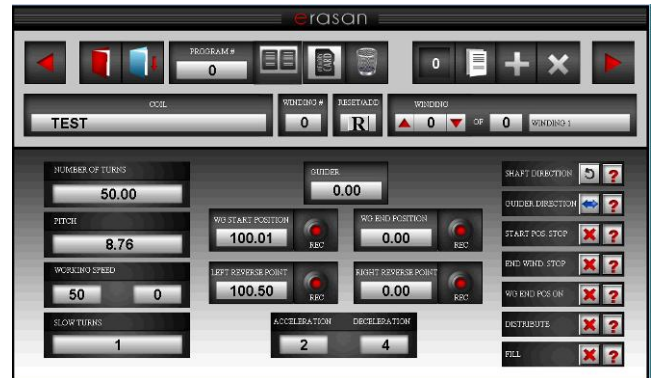 erasan
PROGRAM #
0
MEMORY CARD
0
COIL
TEST
WINDING #
0
RESET/ADD
R
WINDING
0 OF 0 WINDING 1
NUMBER OF TURNS
50.00
PITCH
8.76
WORKING SPEED
50 0
SLOW TURNS
1
GUIDER
0.00
WG START POSITION
100.01
REC
WG END POSITION
0.00
REC
LEFT REVERSE POINT
100.50
REC
RIGHT REVERSE POINT
0.00
REC
ACCELERATION DECELERATION
2 4
SHAFT DIRECTION ?
GUIDER DIRECTION ?
START POS. STOP ?
END WIND. STOP ?
WG END POS ON ?
DISTRIBUTE ?
FILL ?